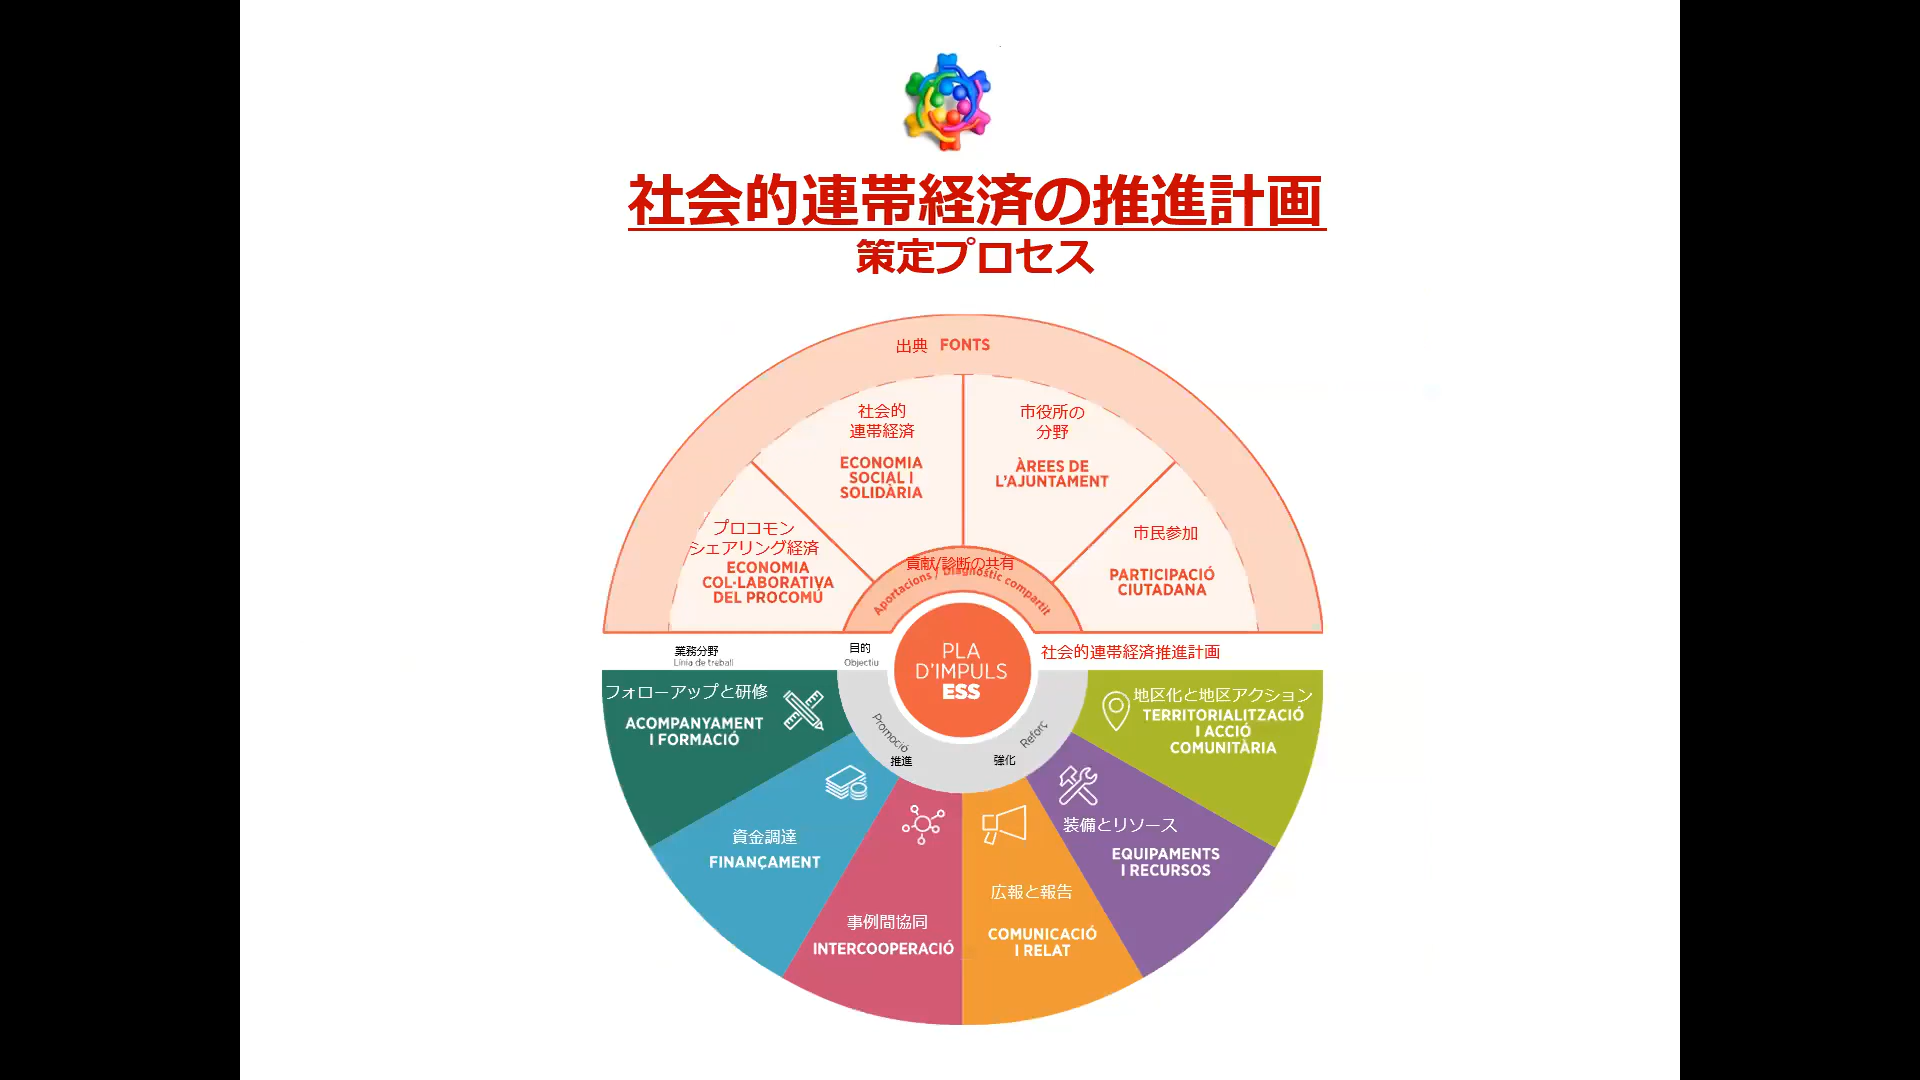 社会的連帯経済の推進計画
策定プロセス
出典 FONTS
社会的
連帯経済
ECONOMIA
SOCIAL I
SOLIDÀRIA
市役所の
分野
ÀREES DE
L'AJUNTAMENT
プロコモン
シェアリング経済
ECONOMIA
COL·LABORATIVA
DEL PROCOMÚ
市民参加
PARTICIPACIÓ
CIUTADANA
貢献/診断の共有
Aportacions / Diagnòstic compartit
業務分野
Línia de treball
目的
Objectiu
PLA
D'IMPULS
ESS
社会的連帯経済推進計画
フォローアップと研修
ACOMPANYAMENT
I FORMACIÓ
Promoció
推進
Reforç
強化
地区化と地区アクション
TERRITORIALITZACIÓ
I ACCIÓ
COMUNITÀRIA
資金調達
FINANÇAMENT
装備とリソース
EQUIPAMENTS
I RECURSOS
事例間協同
INTERCOOPERACIÓ
広報と報告
COMUNICACIÓ
I RELAT